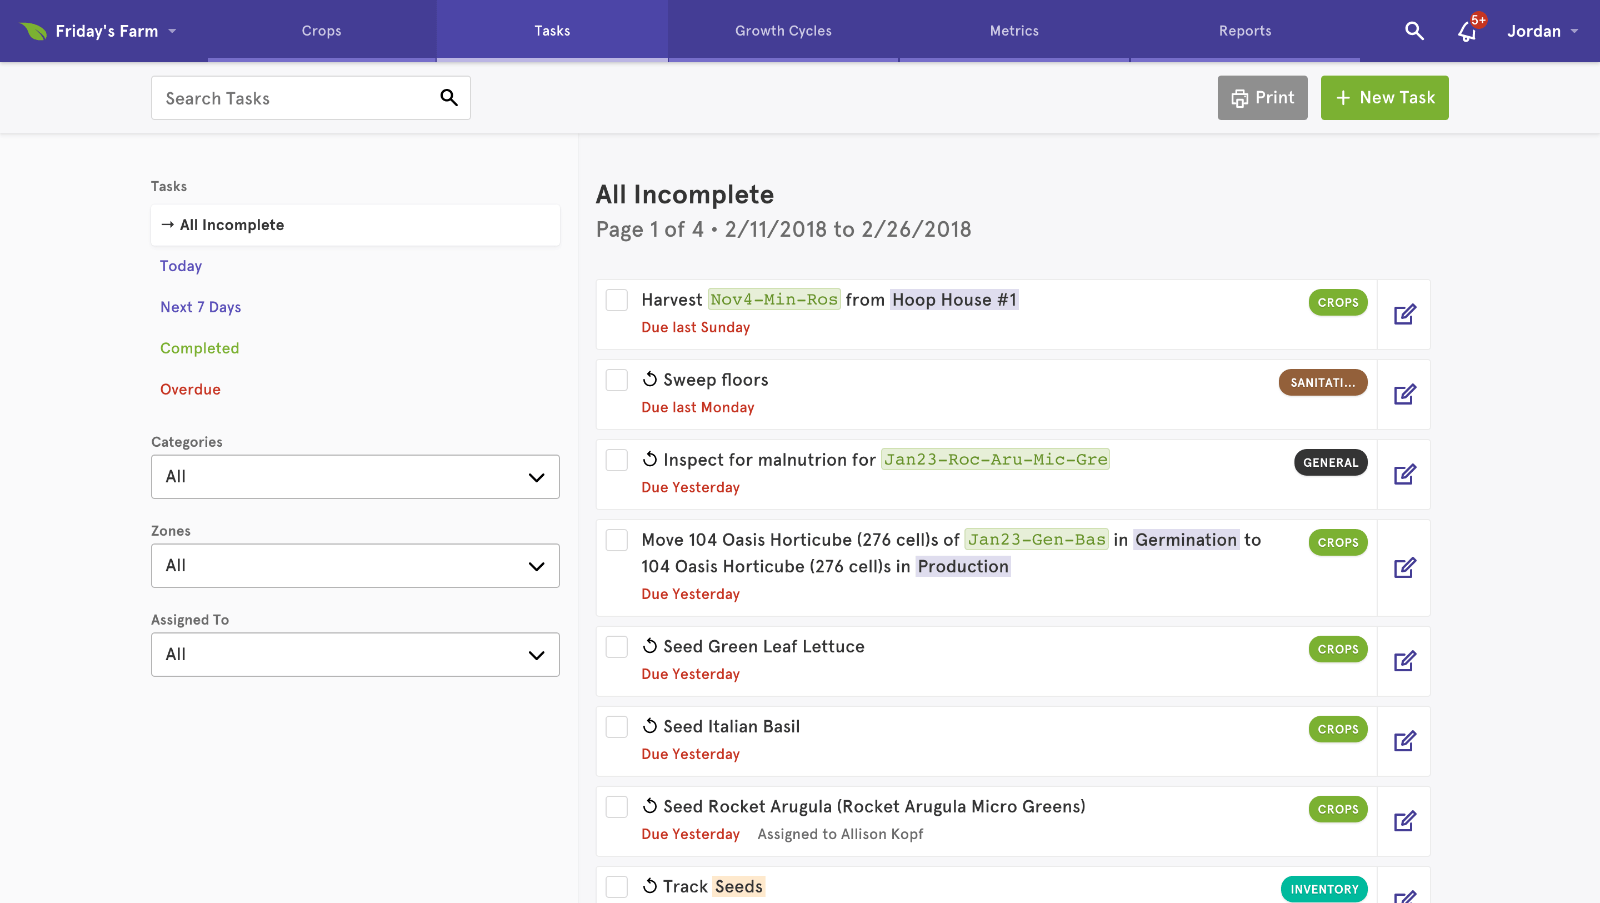 Friday's Farm
Crops
Tasks
Growth Cycles
Metrics
Reports
5+
Jordan
Search Tasks
Print
+ New Task
Tasks
→ All Incomplete
Today
Next 7 Days
Completed
Overdue
Categories
All
Zones
All
Assigned To
All
All Incomplete
Page 1 of 4 • 2/11/2018 to 2/26/2018
Harvest Nov4-Min-Ros from Hoop House #1
CROPS
Due last Sunday
Sweep floors
SANITATI...
Due last Monday
Inspect for malnutrion for Jan23-Roc-Aru-Mic-Gre
GENERAL
Due Yesterday
Move 104 Oasis Horticube (276 cell)s of Jan23-Gen-Bas in Germination to
CROPS
104 Oasis Horticube (276 cell)s in Production
Due Yesterday
Seed Green Leaf Lettuce
CROPS
Due Yesterday
Seed Italian Basil
CROPS
Due Yesterday
Seed Rocket Arugula (Rocket Arugula Micro Greens)
CROPS
Due Yesterday Assigned to Allison Kopf
Track Seeds
INVENTORY